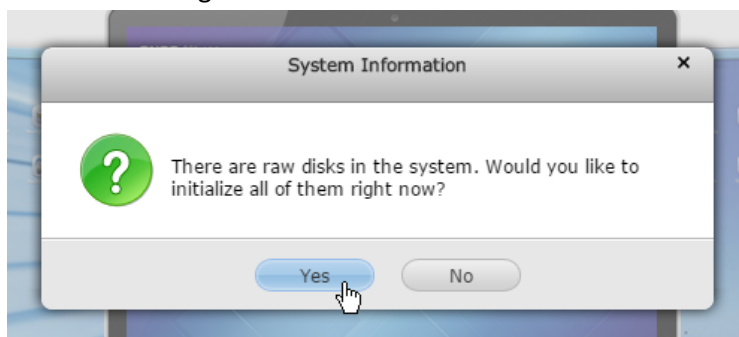 System Information
×
There are raw disks in the system. Would you like to
initialize all of them right now?
Yes
No